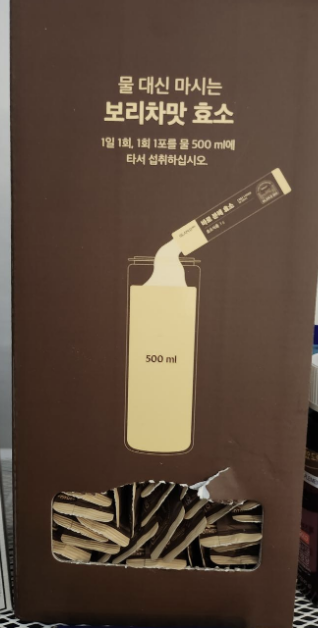 물 대신 마시는
보리차맛 효소
1일 1회, 1회 1포를 물 500 ml에
타서 섭취하십시오.
500 ml